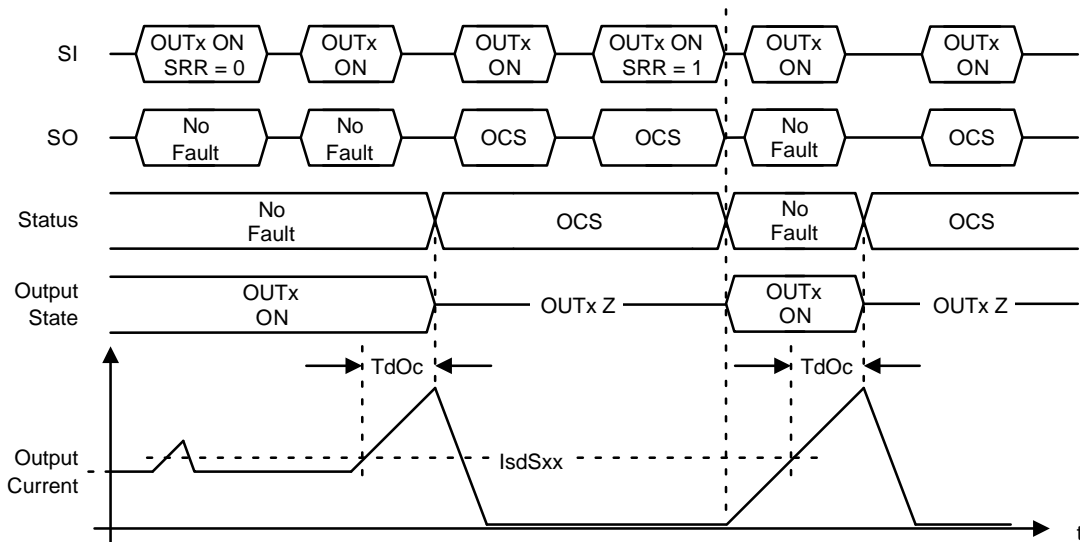 SI
OUTx ON
SRR = 0
OUTx
ON
OUTx
ON
OUTx ON
SRR = 1
OUTx
ON
OUTx
ON
SO
No
Fault
No
Fault
OCS
OCS
No
Fault
OCS
Status
No
Fault
OCS
No
Fault
OCS
Output
State
OUTx
ON
OUTx Z
OUTx
ON
OUTx Z
TdOc
TdOc
Output
Current
IsdSxx
t